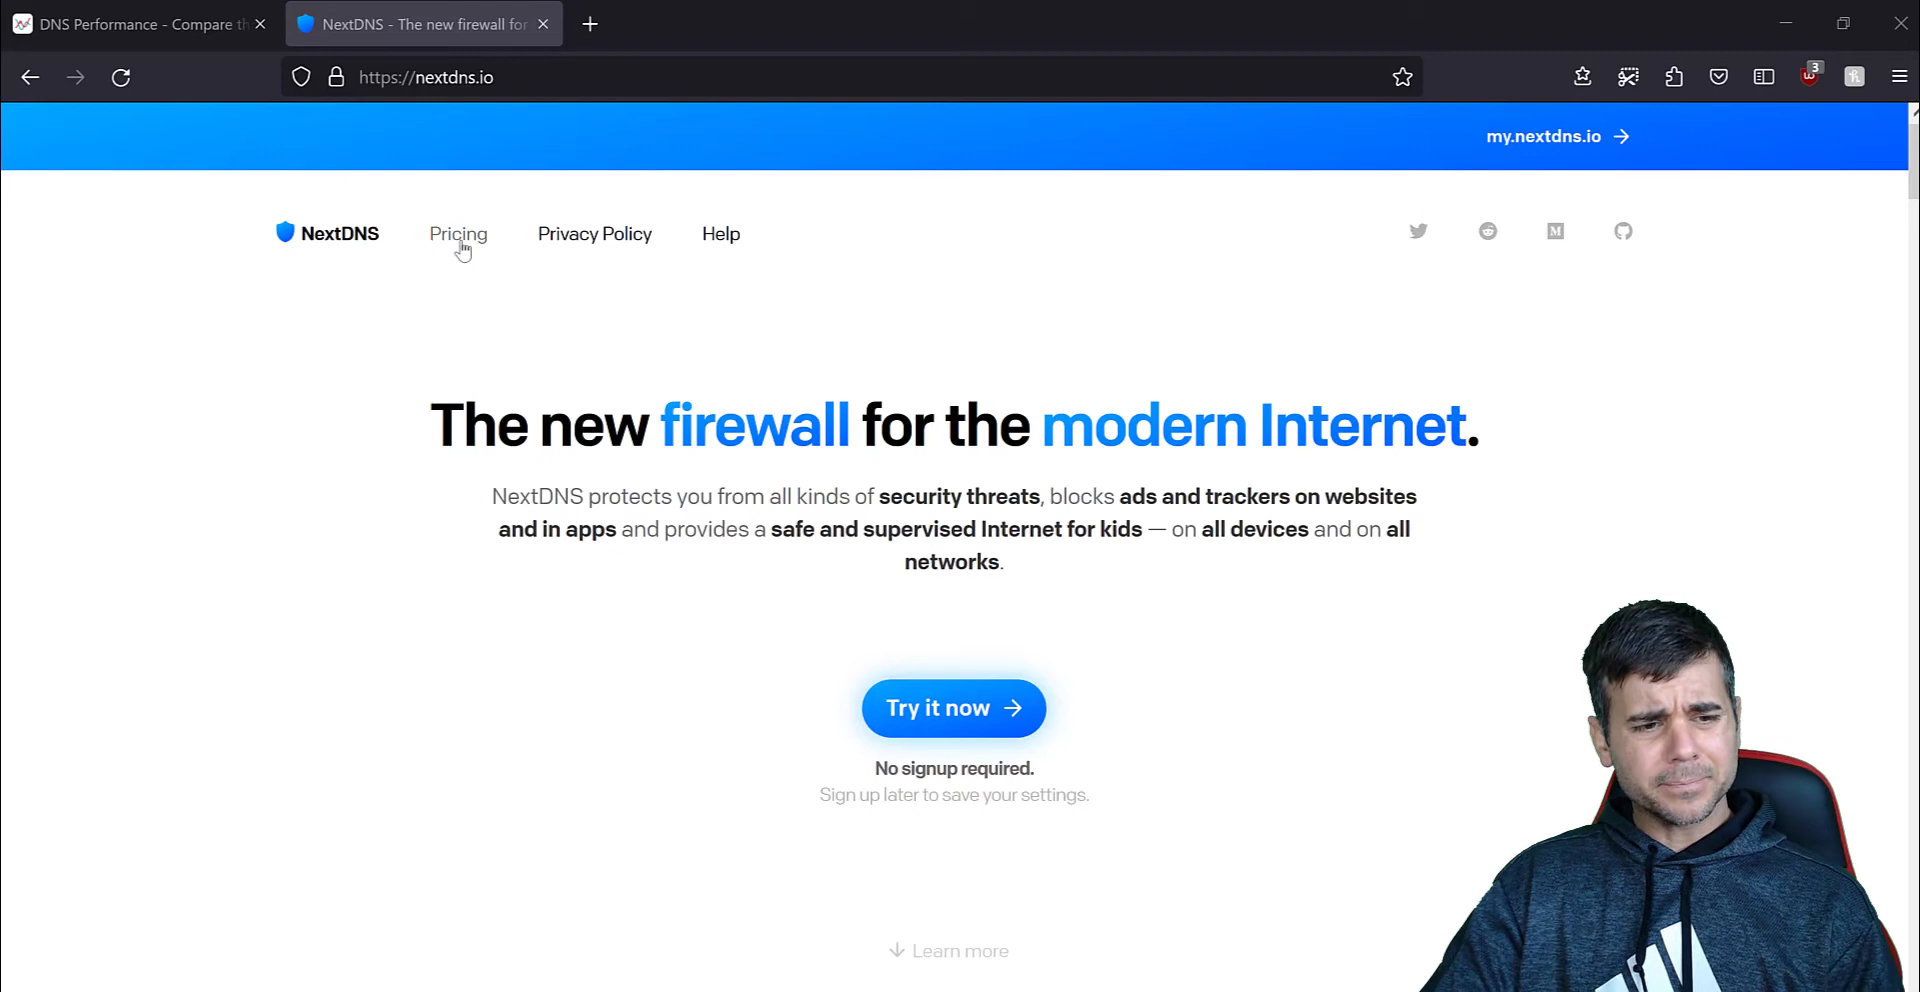 DNS Performance - Compare th
NextDNS - The new firewall for
https://nextdns.io
3
my.nextdns.io →
NextDNS Pricing Privacy Policy Help
M
The new firewall for the modern Internet.
NextDNS protects you from all kinds of security threats, blocks ads and trackers on websites
and in apps and provides a safe and supervised Internet for kids — on all devices and on all
networks.
Try it now →
No signup required.
Sign up later to save your settings.
↓ Learn more